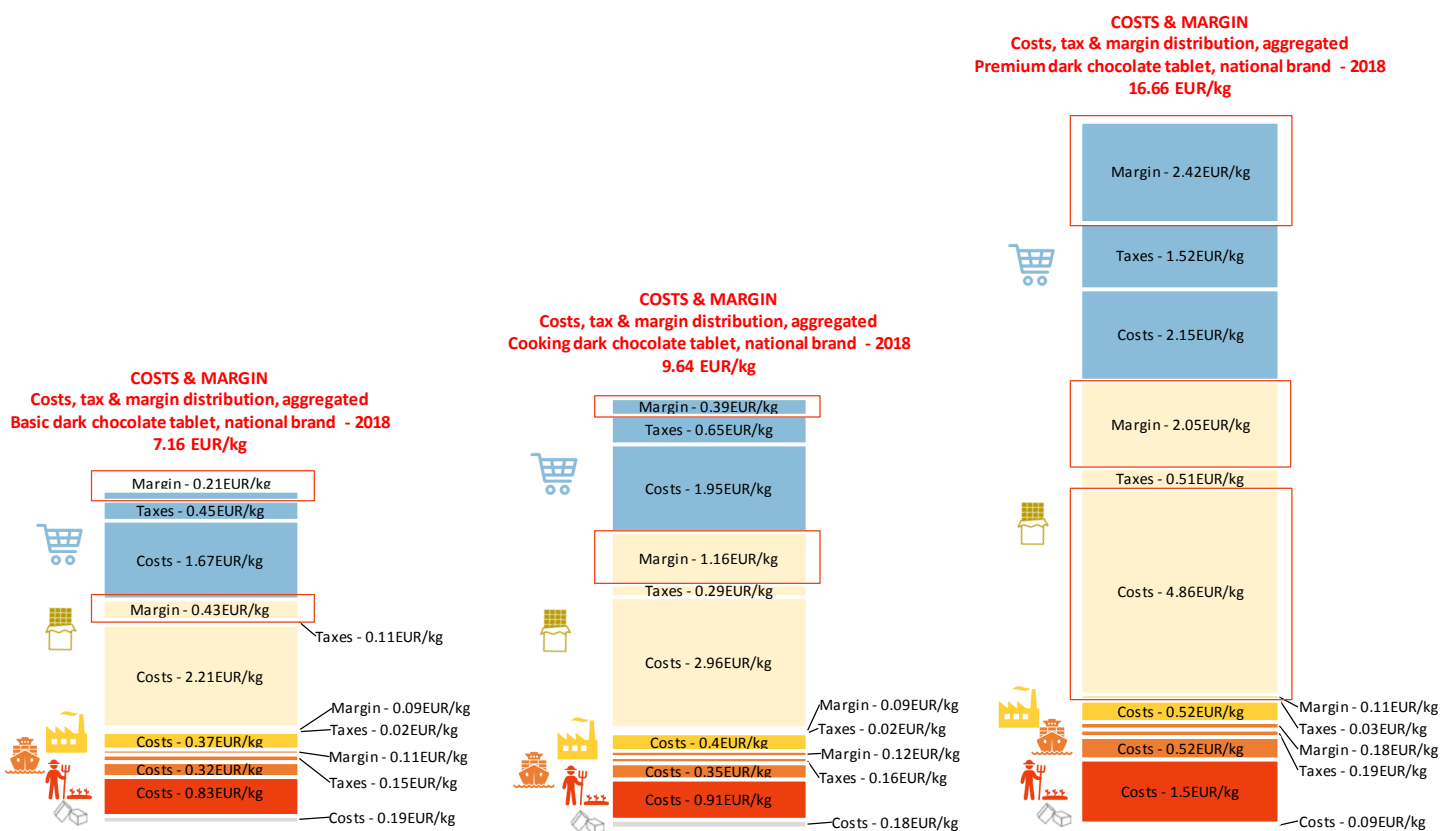 COSTS & MARGIN
Costs, tax & margin distribution, aggregated
Basic dark chocolate tablet, national brand - 2018
7.16 EUR/kg
Margin - 0.21EUR/kg
Taxes - 0.45EUR/kg
Costs - 1.67EUR/kg
Margin - 0.43EUR/kg
Taxes - 0.11EUR/kg
Costs - 2.21EUR/kg
Margin - 0.09EUR/kg
Taxes - 0.02EUR/kg
Costs - 0.37EUR/kg
Margin - 0.11EUR/kg
Taxes - 0.15EUR/kg
Costs - 0.32EUR/kg
Costs - 0.83EUR/kg
Costs - 0.19EUR/kg
COSTS & MARGIN
Costs, tax & margin distribution, aggregated
Cooking dark chocolate tablet, national brand - 2018
9.64 EUR/kg
Margin - 0.39EUR/kg
Taxes - 0.65EUR/kg
Costs - 1.95EUR/kg
Margin - 1.16EUR/kg
Taxes - 0.29EUR/kg
Costs - 2.96EUR/kg
Margin - 0.09EUR/kg
Taxes - 0.02EUR/kg
Costs - 0.4EUR/kg
Margin - 0.12EUR/kg
Taxes - 0.16EUR/kg
Costs - 0.35EUR/kg
Costs - 0.91EUR/kg
Costs - 0.18EUR/kg
COSTS & MARGIN
Costs, tax & margin distribution, aggregated
Premium dark chocolate tablet, national brand - 2018
16.66 EUR/kg
Margin - 2.42EUR/kg
Taxes - 1.52EUR/kg
Costs - 2.15EUR/kg
Margin - 2.05EUR/kg
Taxes - 0.51EUR/kg
Costs - 4.86EUR/kg
Margin - 0.11EUR/kg
Taxes - 0.03EUR/kg
Costs - 0.52EUR/kg
Margin - 0.18EUR/kg
Taxes - 0.19EUR/kg
Costs - 0.52EUR/kg
Costs - 1.5EUR/kg
Costs - 0.09EUR/kg